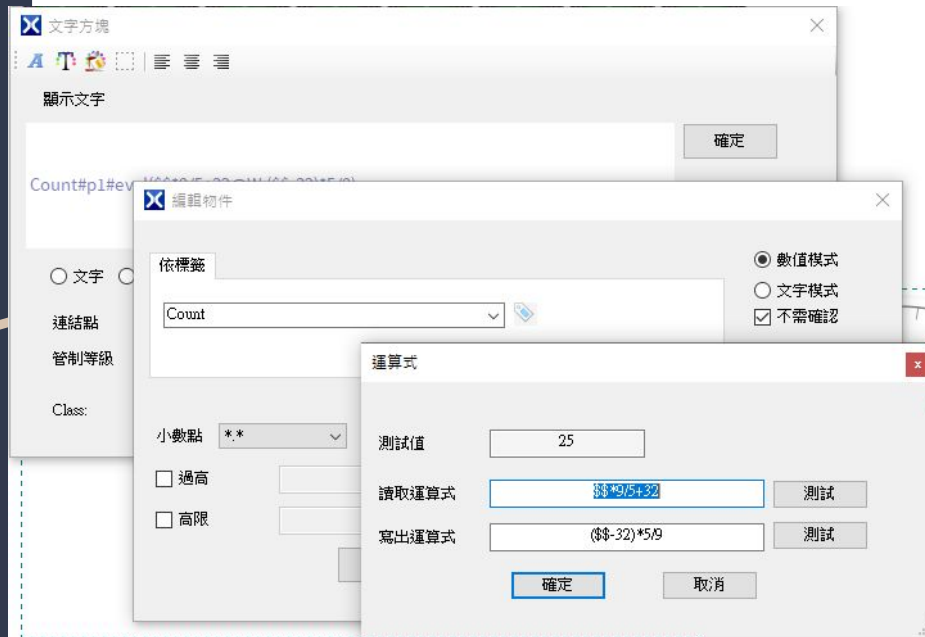 文字方塊
顯示文字
確定
Count#p1#ev
文字
連結點
管制等級
Class:
編輯物件
依標籤
Count
數值模式
文字模式
不需確認
小數點 *.*
過高
高限
運算式
測試值 25
讀取運算式 $$*9/5+32 測試
寫出運算式 ($$-32)*5/9 測試
確定 取消